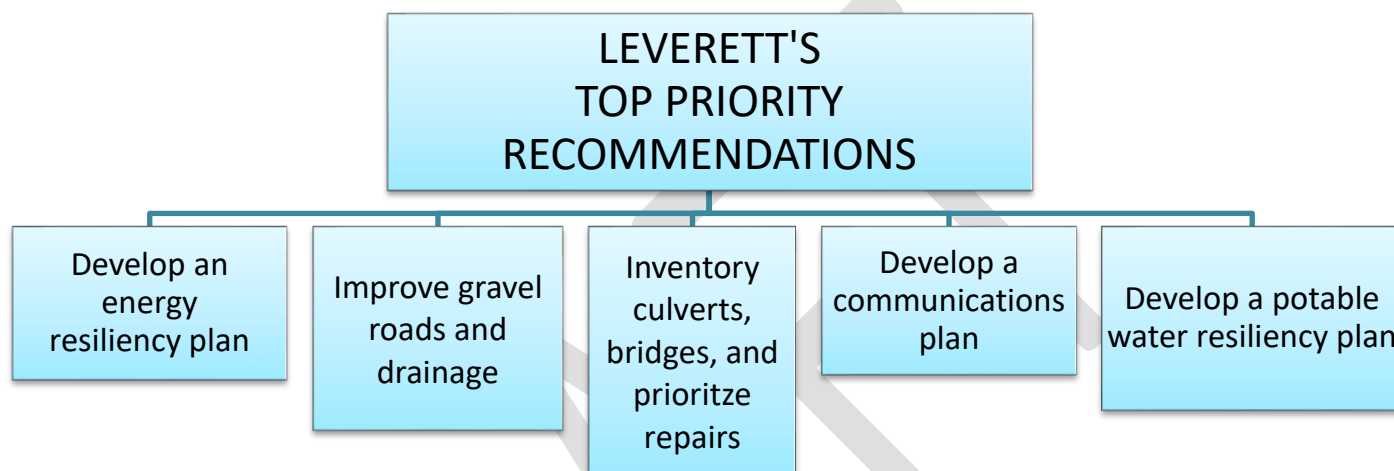 LEVERETT'S
TOP PRIORITY
RECOMMENDATIONS
Develop an
energy
resiliency plan
Improve gravel
roads and
drainage
Inventory
culverts,
bridges, and
prioritze
repairs
Develop a
communications
plan
Develop a potable
water resiliency plan